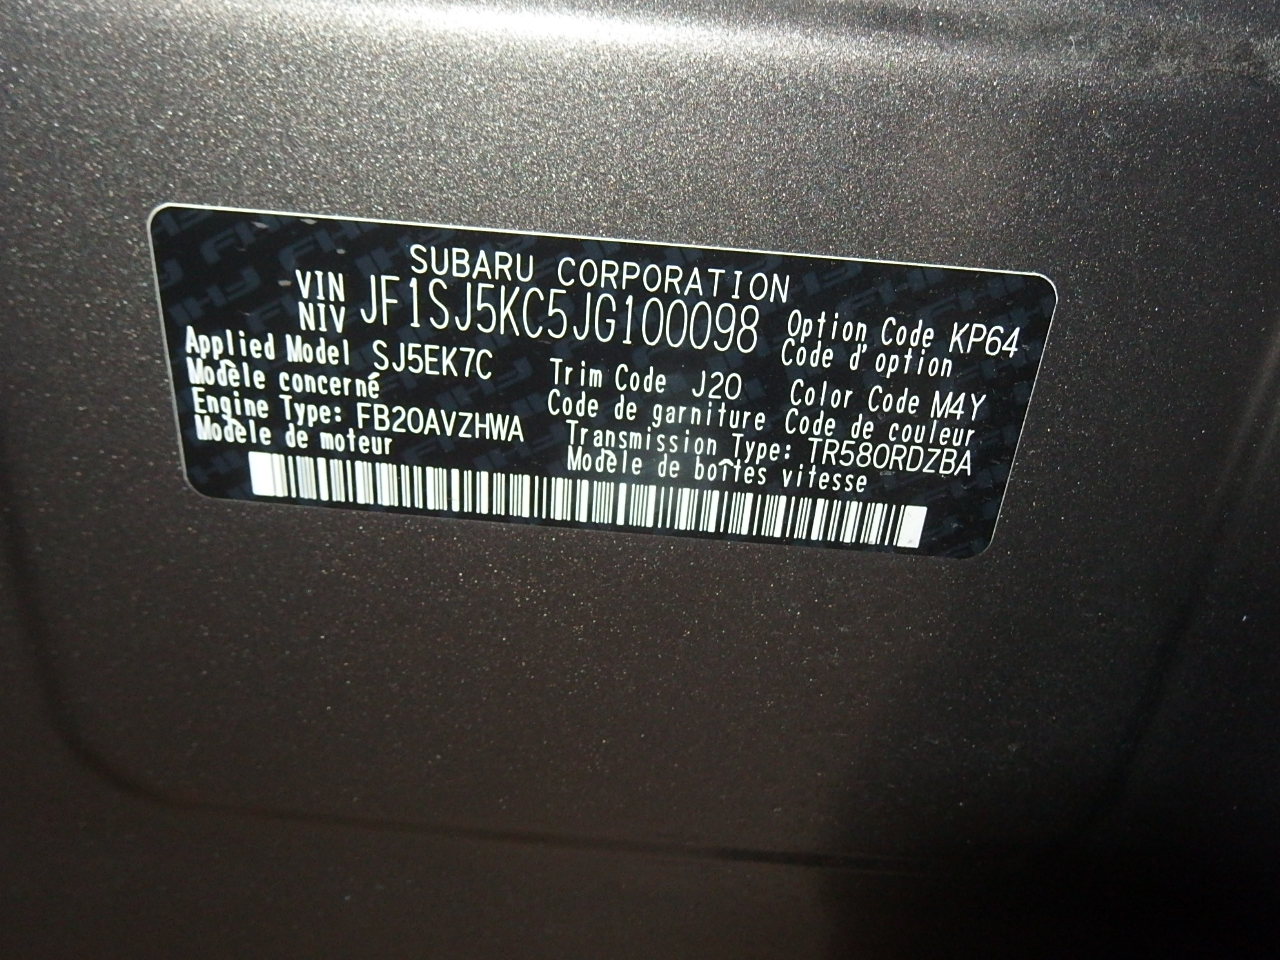 SUBARU CORPORATION
VIN JF1SJ5KC5JG100098
NIV
Option Code KP64
Code d'option
Applied Model SJ5EK7C
Modèle concerné
Trim Code J20
Code de garniture
Color Code M4Y
Code de couleur
Engine Type: FB20AVZHWA
Modèle de moteur
Transmission Type: TR580RDZBA
Modèle de boîtes vitesse